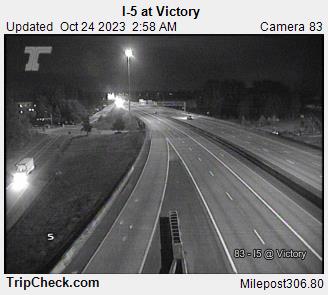 I-5 at Victory
Updated Oct 24 2023 2:58 AM Camera 83
T
S
83 - I5 @ Victory
TripCheck.com Milepost306.80